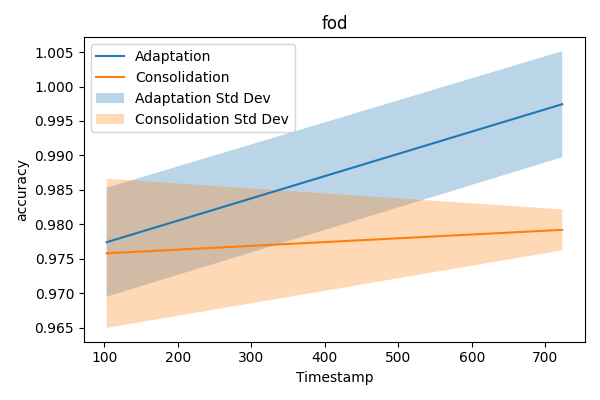 fod
Adaptation
Consolidation
Adaptation Std Dev
Consolidation Std Dev
accuracy
1.005
1.000
0.995
0.990
0.985
0.980
0.975
0.970
0.965
100 200 300 400 500 600 700
Timestamp